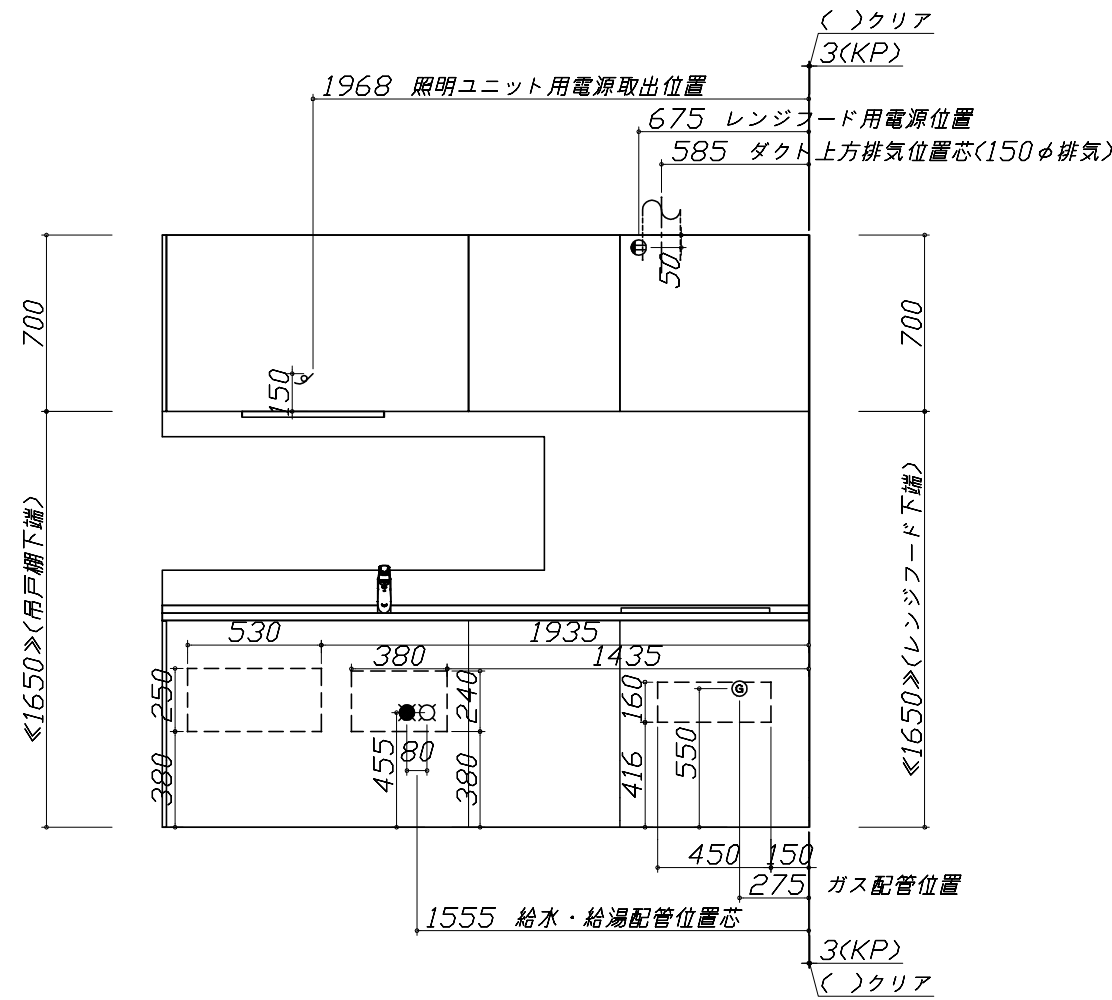 ( )クリア
3(KP)
1968 照明ユニット用電源取出位置
675 レンジフード用電源位置
585 ダクト上方排気位置芯(150φ排気)
50
700
700
150
≪1650≫(吊戸棚下端)
≪1650≫(レンジフード下端)
530
1935
380
1435
250
240
160
G
455
80
550
380
380
416
450
150
275 ガス配管位置
1555 給水・給湯配管位置芯
3(KP)
( )クリア